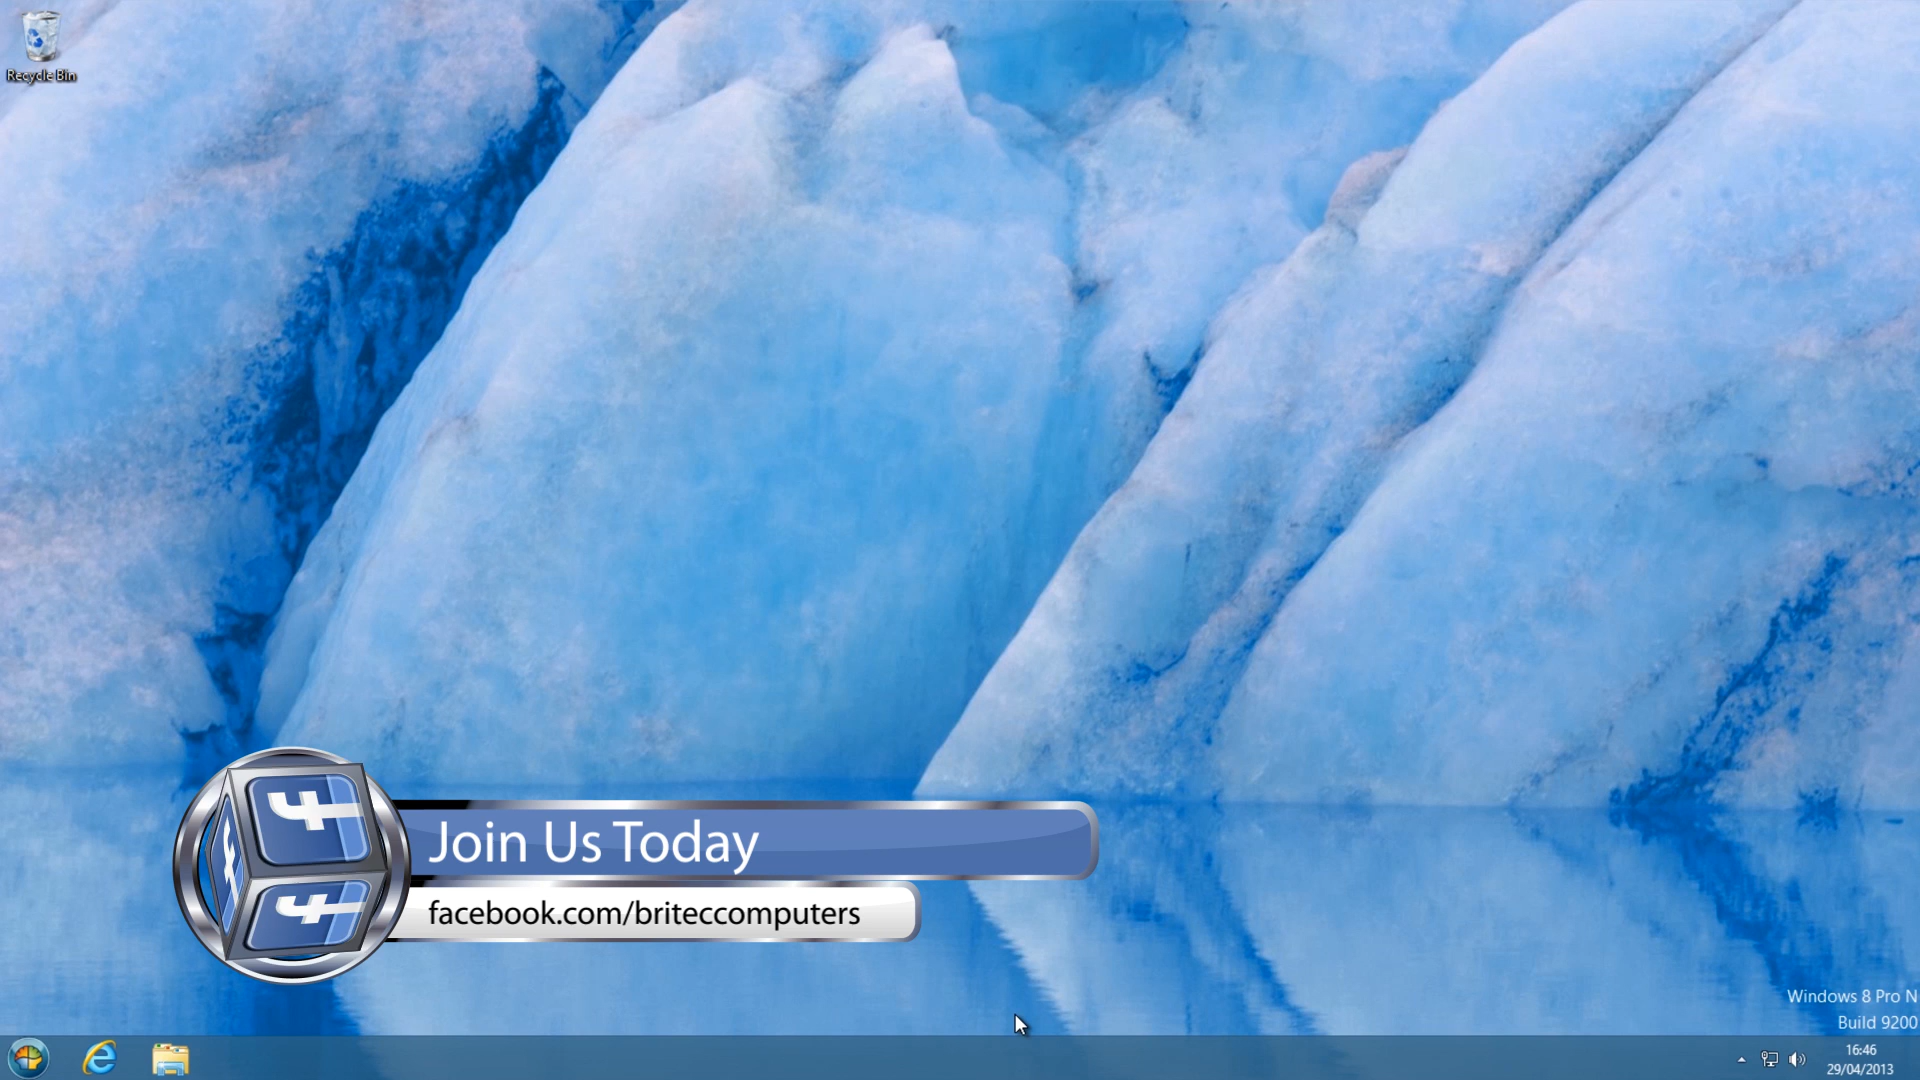 Recycle Bin
Join Us Today
facebook.com/briteccomputers
Windows 8 Pro N
Build 9200
16:46
29/04/2013